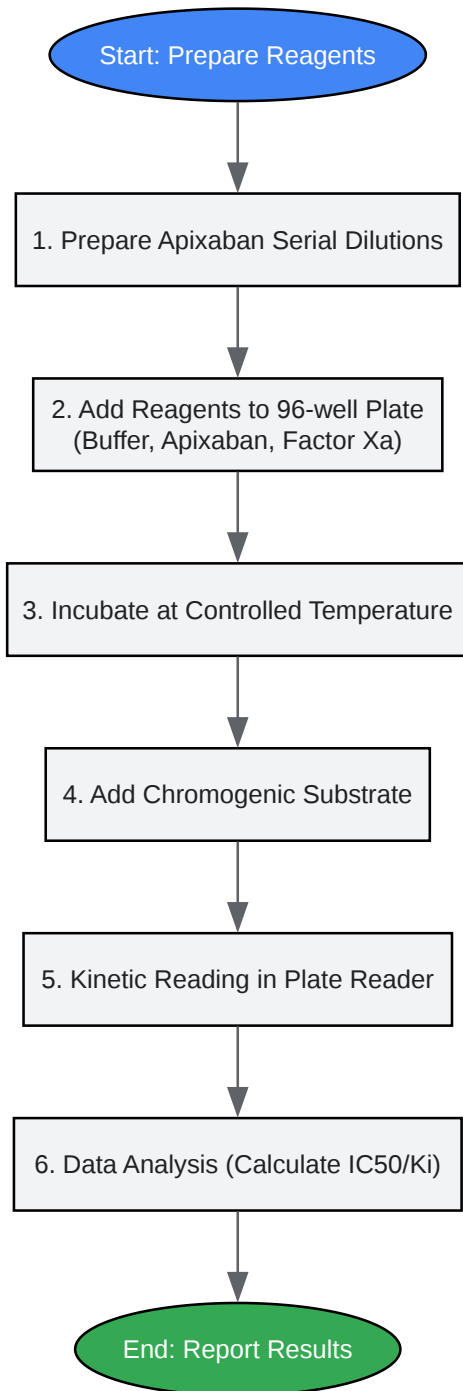 Start: Prepare Reagents
1. Prepare Apixaban Serial Dilutions
2. Add Reagents to 96-well Plate
(Buffer, Apixaban, Factor Xa)
3. Incubate at Controlled Temperature
4. Add Chromogenic Substrate
5. Kinetic Reading in Plate Reader
6. Data Analysis (Calculate IC50/Ki)
End: Report Results